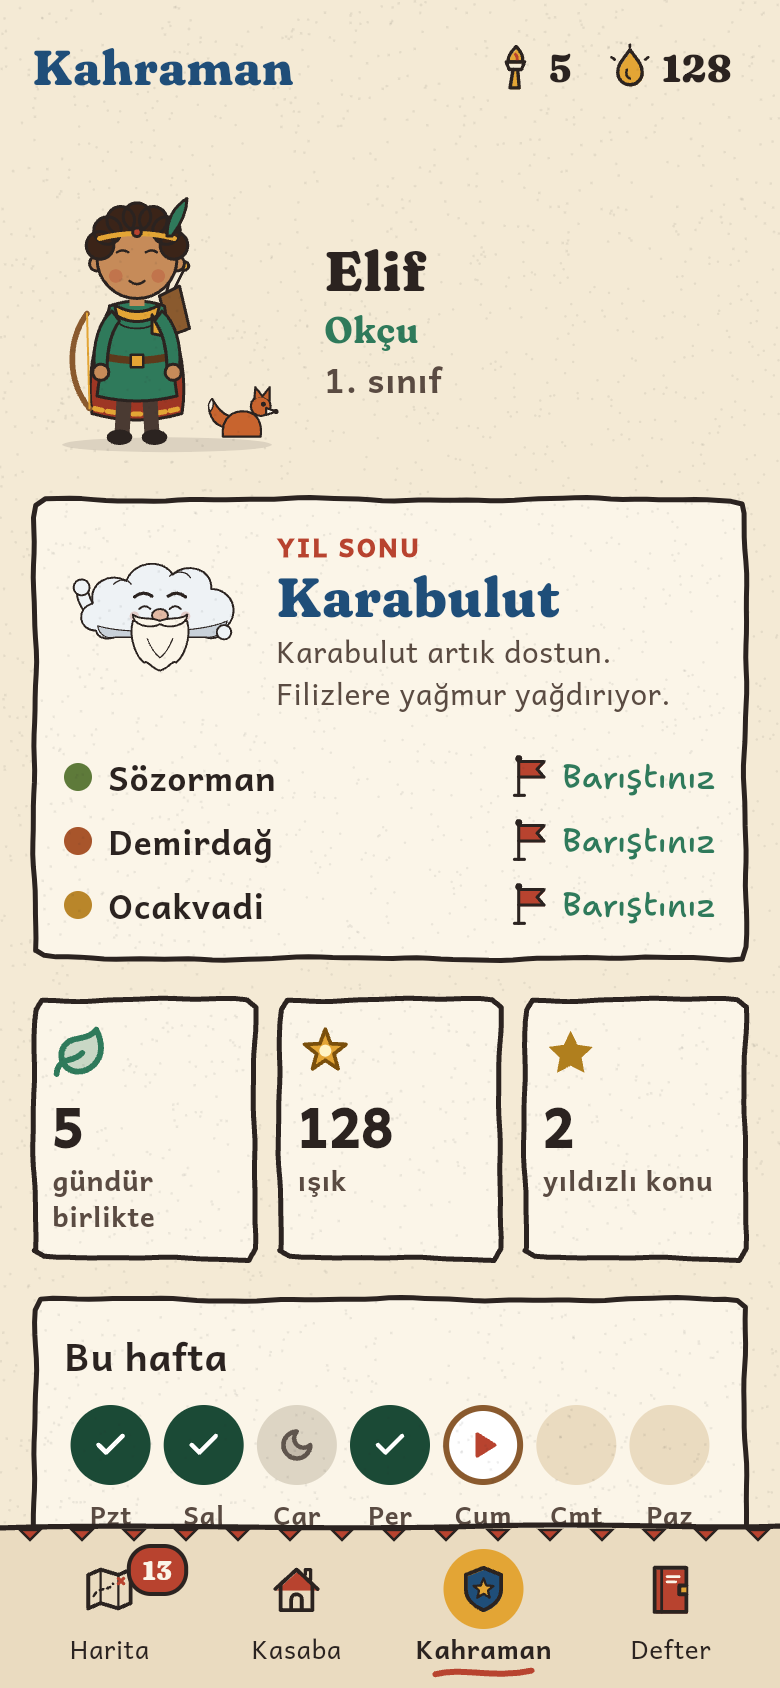 Kahraman 5 128
Elif
Okçu
1. sınıf
YIL SONU
Karabulut
Karabulut artık dostun.
Filizlere yağmur yağdırıyor.
Sözorman Barıştınız
Demirdağ Barıştınız
Ocakvadi Barıştınız
5
gündür
birlikte
128
ışık
2
yıldızlı konu
Bu hafta
Pzt Sal Çar Per Cum Cmt Paz
13
Harita Kasaba Kahraman Defter